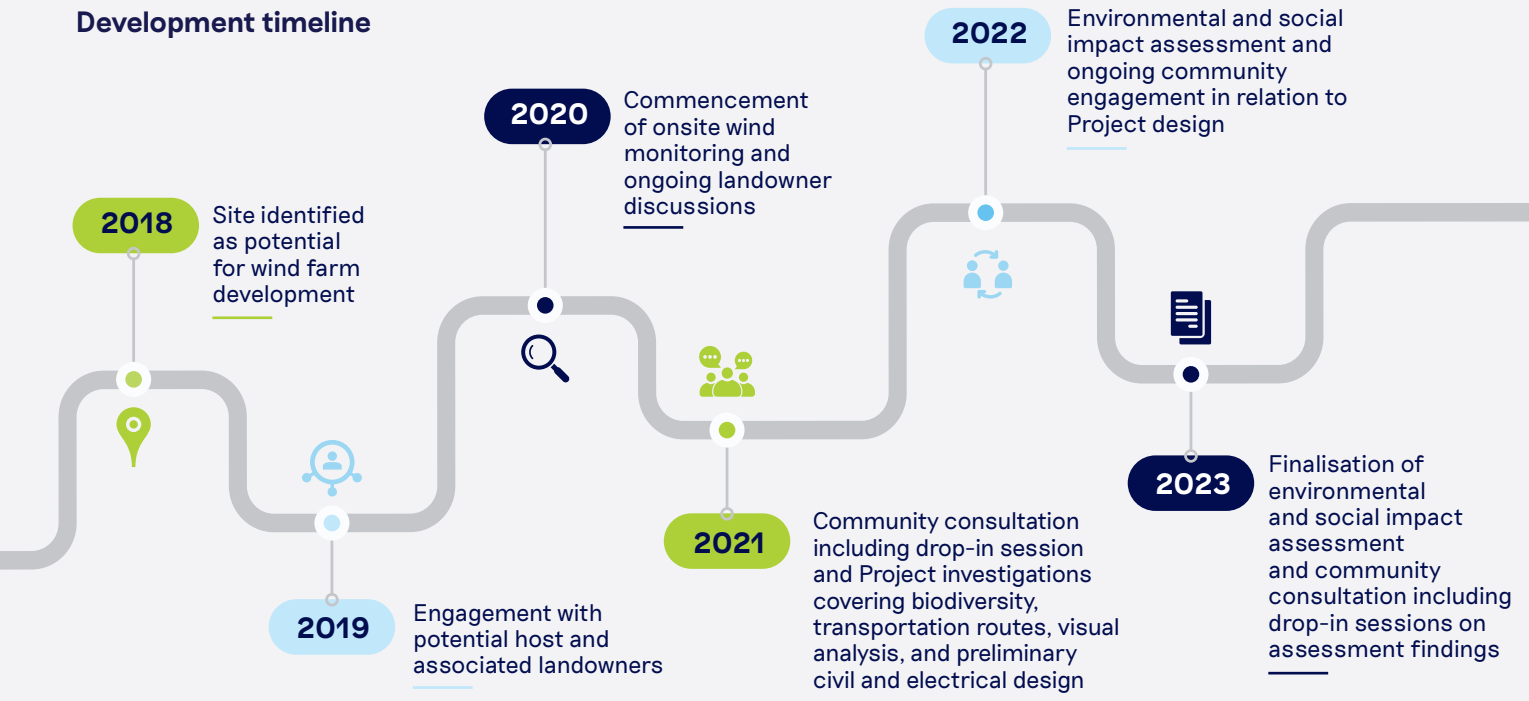 Development timeline
2018
Site identified
as potential
for wind farm
development
2019
Engagement with
potential host and
associated landowners
2020
Commencement
of onsite wind
monitoring and
ongoing landowner
discussions
2021
Community consultation
including drop-in session
and Project investigations
covering biodiversity,
transportation routes, visual
analysis, and preliminary
civil and electrical design
2022
Environmental and social
impact assessment and
ongoing community
engagement in relation to
Project design
2023
Finalisation of
environmental
and social impact
assessment
and community
consultation including
drop-in sessions on
assessment findings